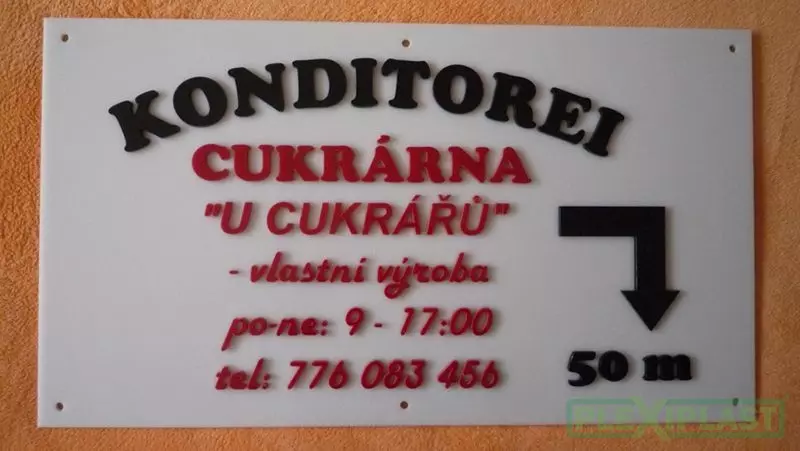 KONDITOREI
CUKRÁRNA
"U CUKRÁŘŮ"
- vlastní výroba
po-ne: 9 - 17:00
tel: 776 083 456
50 m
PLEXIPLAST